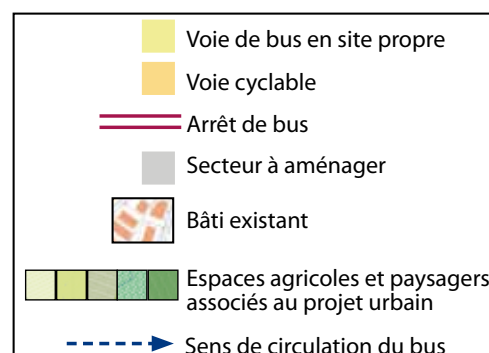 Voie de bus en site propre
Voie cyclable
Arrêt de bus
Secteur à aménager
Bâti existant
Espaces agricoles et paysagers
associés au projet urbain
Sens de circulation du bus